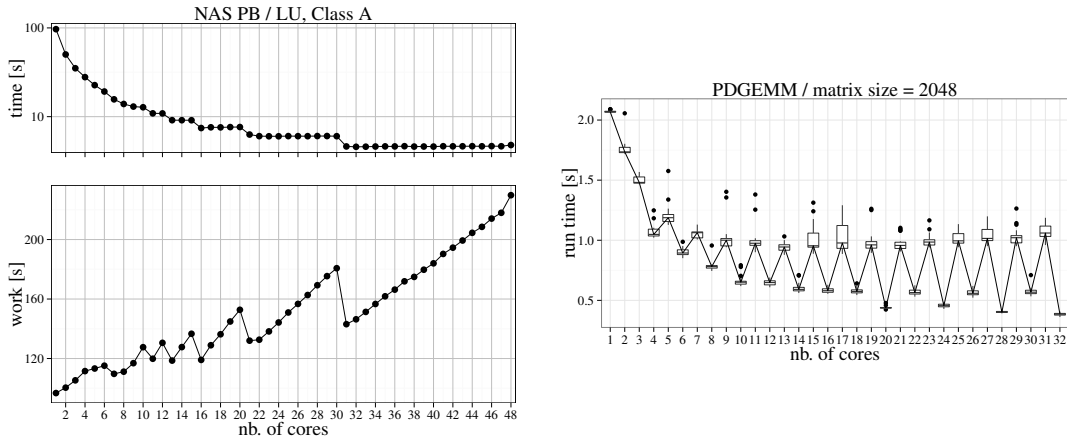 NAS PB / LU, Class A
time [s]
100
10
work [s]
200
160
120
2 4 6 8 10 12 14 16 18 20 22 24 26 28 30 32 34 36 38 40 42 44 46 48
nb. of cores
PDGEMM / matrix size = 2048
run time [s]
2.0
1.5
1.0
0.5
1 2 3 4 5 6 7 8 9 10 11 12 13 14 15 16 17 18 19 20 21 22 23 24 25 26 27 28 29 30 31 32
nb. of cores